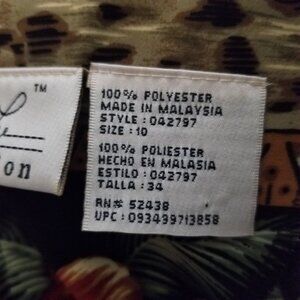 ™
on
100% POLYESTER
MADE IN MALAYSIA
STYLE : 042797
SIZE : 10
100% POLIESTER
HECHO EN MALASIA
ESTILO : 042797
TALLA : 34
RN# 52438
UPC : 093499713858